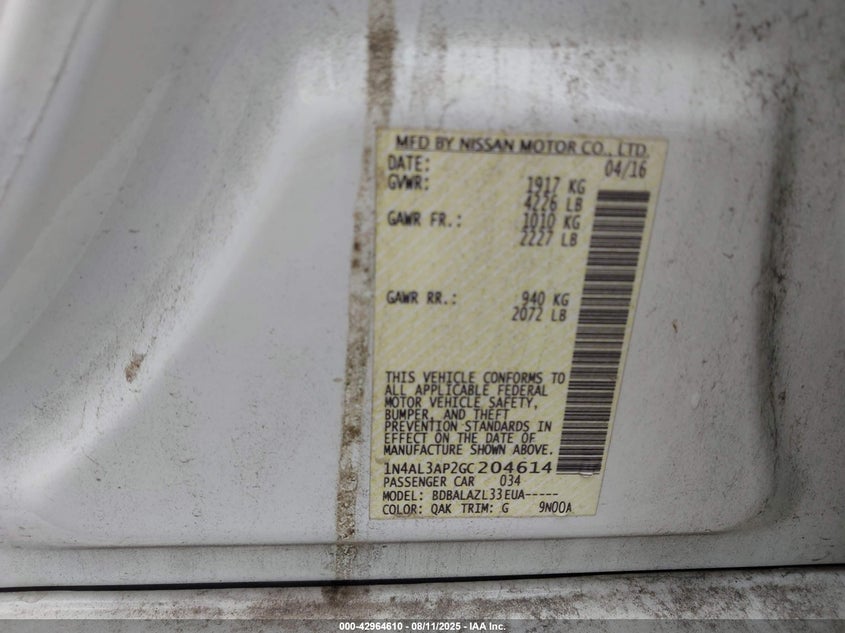 MFD BY NISSAN MOTOR CO., LTD.
DATE: 04/16
GVWR: 1917 KG
4226 LB
GAWR FR.: 1010 KG
2227 LB
GAWR RR.: 940 KG
2072 LB
THIS VEHICLE CONFORMS TO
ALL APPLICABLE FEDERAL
MOTOR VEHICLE SAFETY,
BUMPER, AND THEFT
PREVENTION STANDARDS IN
EFFECT ON THE DATE OF
MANUFACTURE SHOWN ABOVE.
1N4AL3AP2GC204614
PASSENGER CAR 034
MODEL: BDBALAZL33EUA-----
COLOR: QAK TRIM: G 9N00A
000-42964610 - 08/11/2025 - IAA Inc.